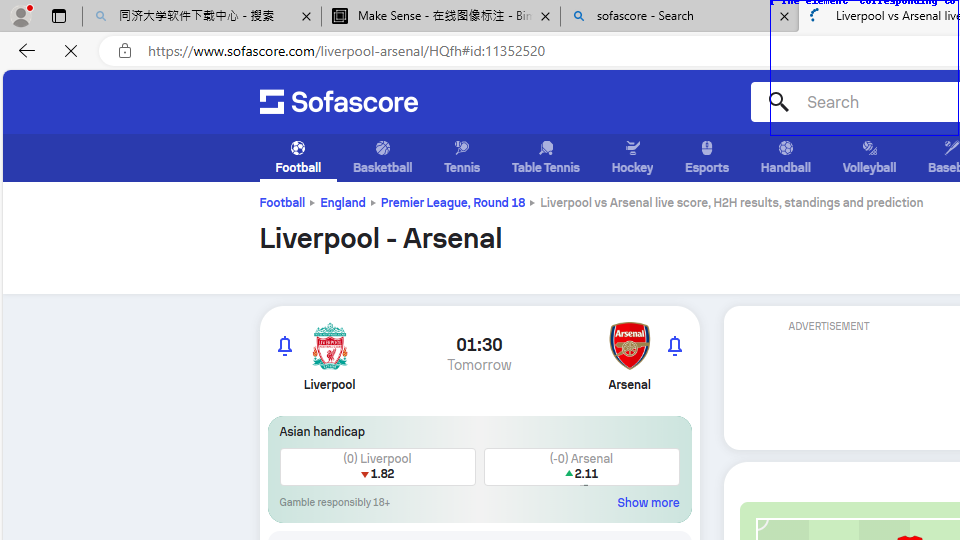 同济大学软件下载中心 - 搜索
Make Sense - 在线图像标注 - Bin
sofascore - Search
Liverpool vs Arsenal live
https://www.sofascore.com/liverpool-arsenal/HQfh#id:11352520
Sofascore
Search
Football
Basketball
Tennis
Table Tennis
Hockey
Esports
Handball
Volleyball
Baseb
Football ▸ England ▸ Premier League, Round 18 ▸ Liverpool vs Arsenal live score, H2H results, standings and prediction
Liverpool - Arsenal
01:30
Tomorrow
Liverpool
Arsenal
ADVERTISEMENT
Asian handicap
(0) Liverpool
1.82
(-0) Arsenal
2.11
Gamble responsibly 18+
Show more